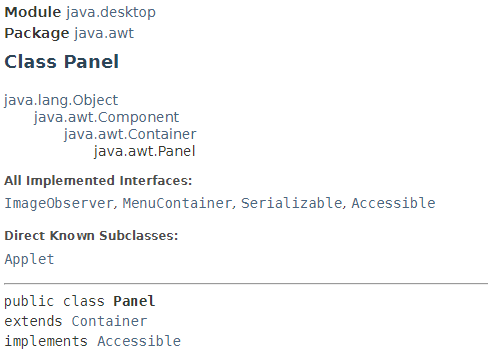 Module java.desktop
Package java.awt
Class Panel
java.lang.Object
java.awt.Component
java.awt.Container
java.awt.Panel
All Implemented Interfaces:
ImageObserver, MenuContainer, Serializable, Accessible
Direct Known Subclasses:
Applet
public class Panel
extends Container
implements Accessible